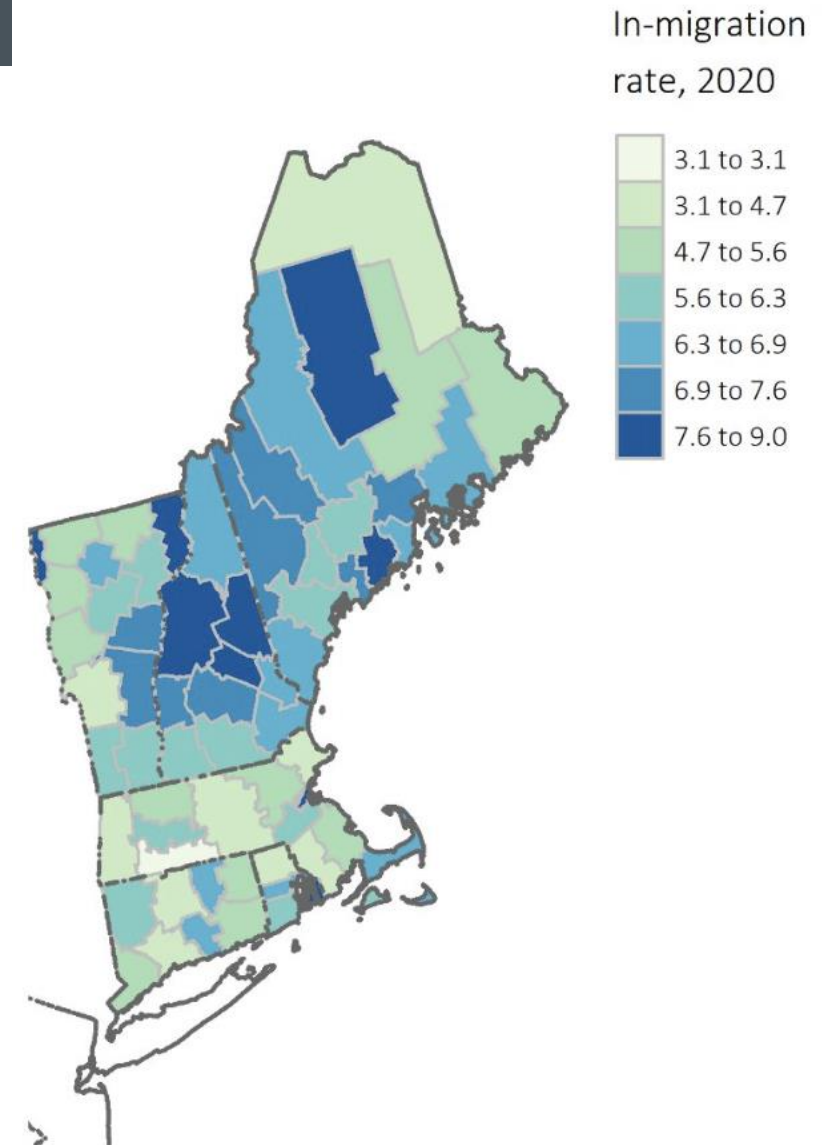 In-migration
rate, 2020
3.1 to 3.1
3.1 to 4.7
4.7 to 5.6
5.6 to 6.3
6.3 to 6.9
6.9 to 7.6
7.6 to 9.0